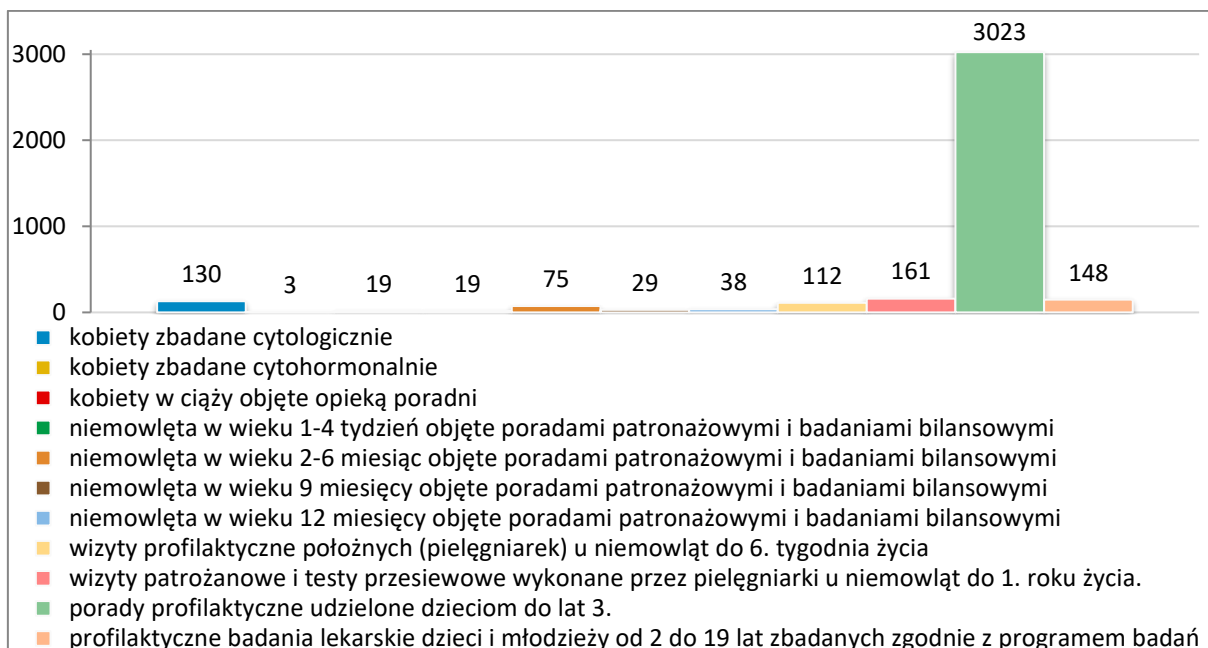 3023
3000
2000
1000
130 3 19 19 75 29 38 112 161 148
0
kobiety zbadane cytologicznie
kobiety zbadane cytohormonalnie
kobiety w ciąży objęte opieką poradni
niemowlęta w wieku 1-4 tydzień objęte poradami patronażowymi i badaniami bilansowymi
niemowlęta w wieku 2-6 miesiąc objęte poradami patronażowymi i badaniami bilansowymi
niemowlęta w wieku 9 miesięcy objęte poradami patronażowymi i badaniami bilansowymi
niemowlęta w wieku 12 miesięcy objęte poradami patronażowymi i badaniami bilansowymi
wizyty profilaktyczne położnych (pielęgniarek) u niemowląt do 6. tygodnia życia
wizyty patrożanowe i testy przesiewowe wykonane przez pielęgniarki u niemowląt do 1. roku życia.
porady profilaktyczne udzielone dzieciom do lat 3.
profilaktyczne badania lekarskie dzieci i młodzieży od 2 do 19 lat zbadanych zgodnie z programem badań